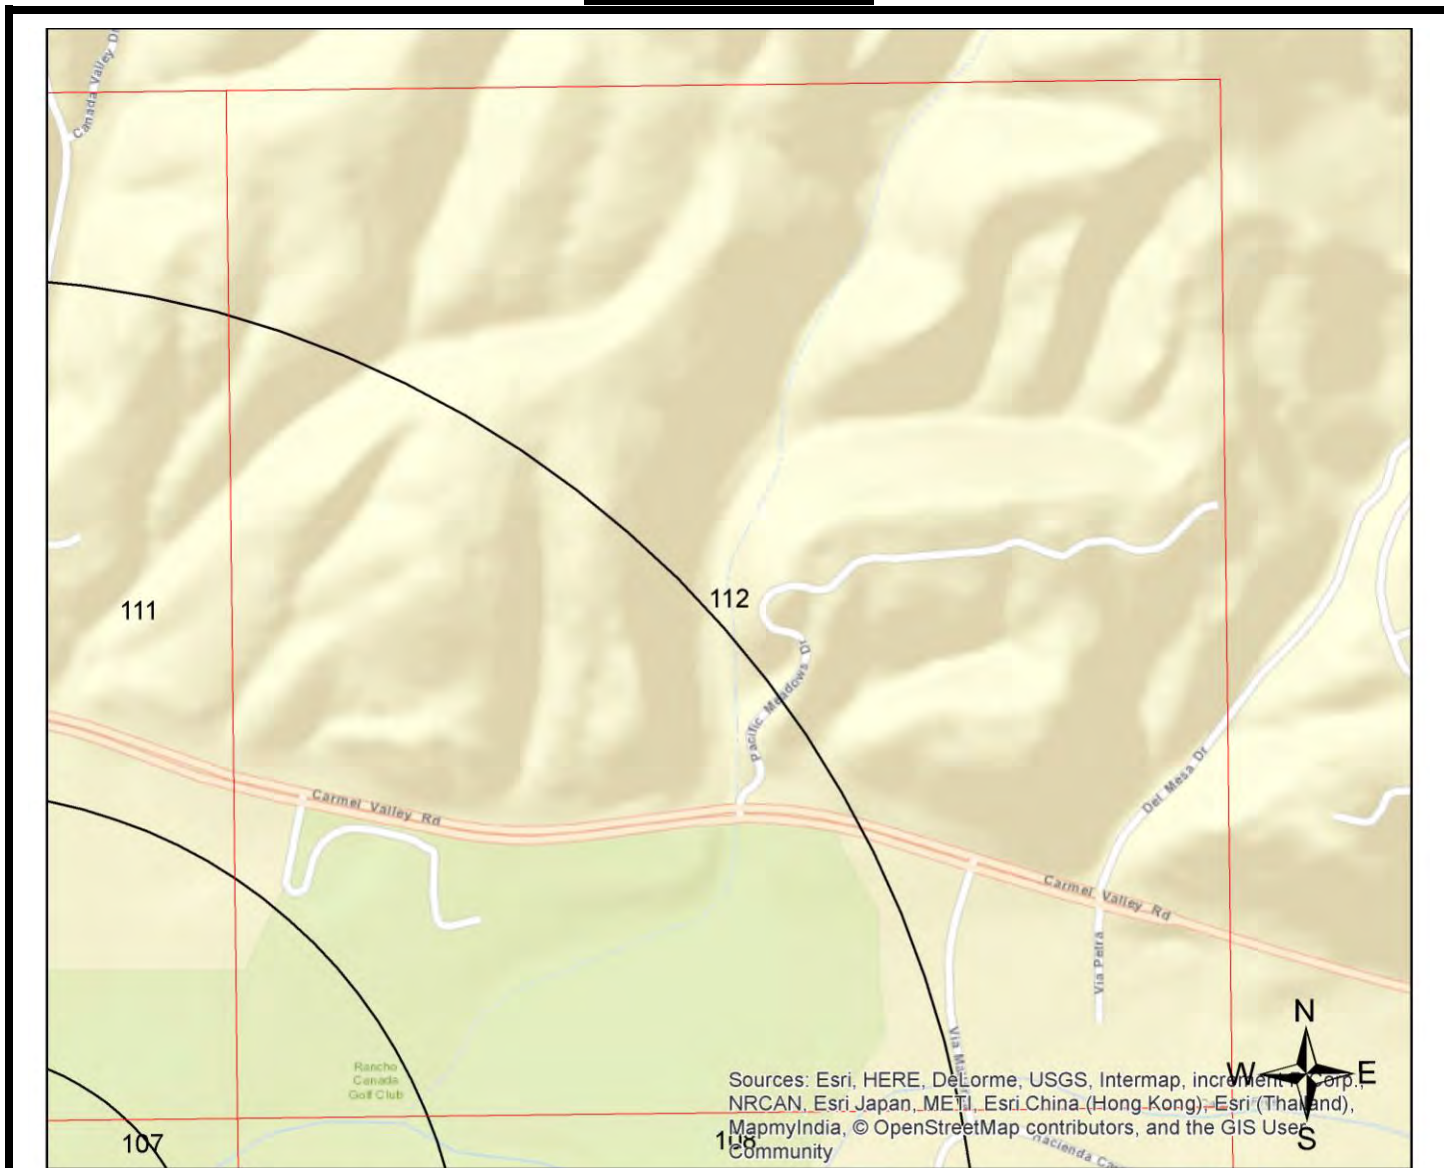 Canada Valley Dr
111
112
Pacific Meadows Dr
Carmel Valley Rd
Del Mesa Dr
Carmel Valley Rd
Via Petra
N
W E
S
Rancho
Canada
Golf Club
Sources: Esri, HERE, DeLorme, USGS, Intermap, increment P Corp.,
NRCAN, Esri Japan, METI, Esri China (Hong Kong), Esri (Thailand),
MapmyIndia, © OpenStreetMap contributors, and the GIS User
Community
107
108
Hacienda